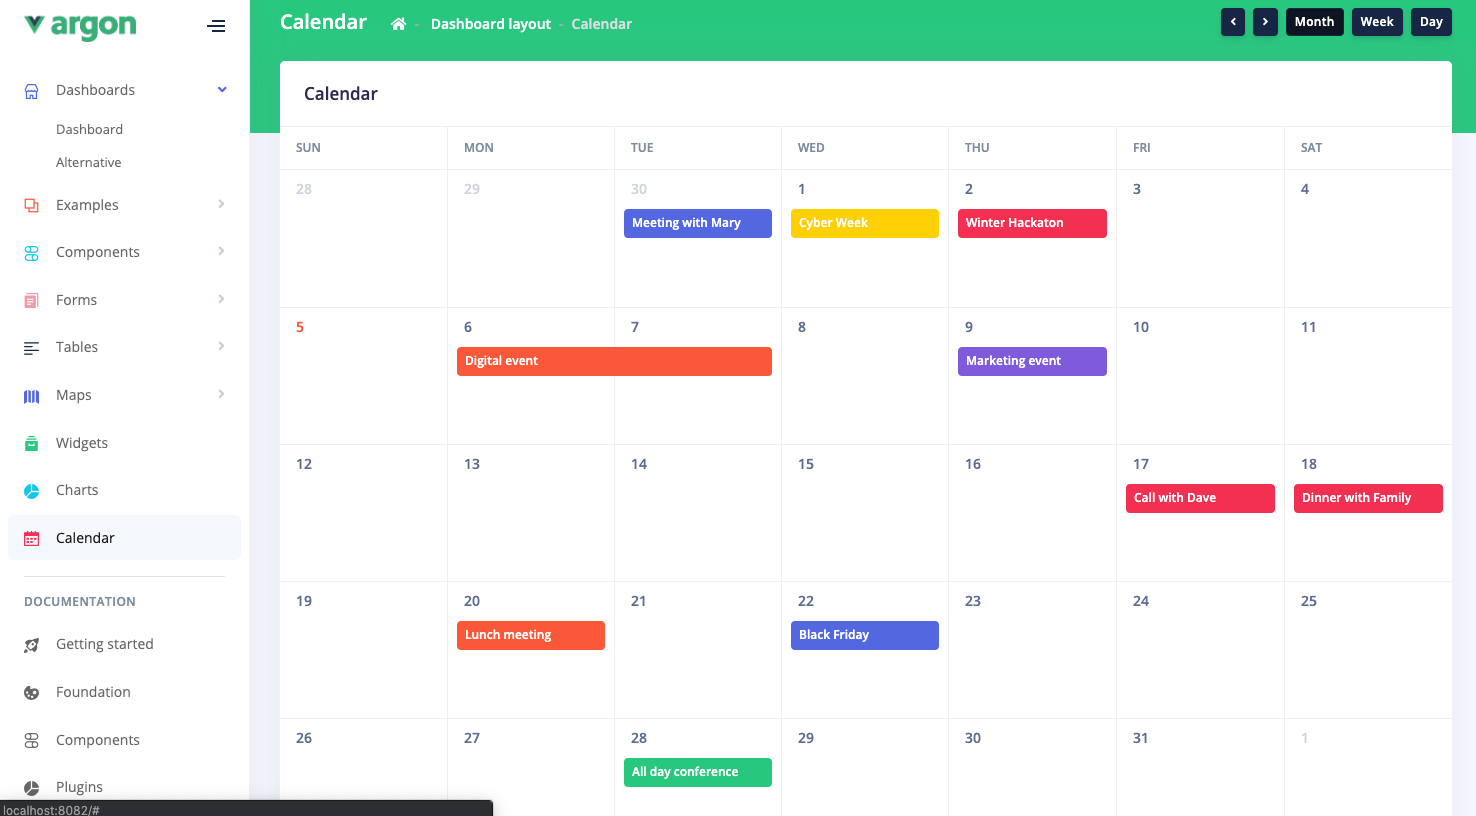 argon
Dashboards
Dashboard
Alternative
Examples
Components
Forms
Tables
Maps
Widgets
Charts
Calendar
DOCUMENTATION
Getting started
Foundation
Components
Plugins
localhost:8082/#
Calendar - Dashboard layout - Calendar
Month Week Day
Calendar
SUN MON TUE WED THU FRI SAT
28 29 30 1 2 3 4
Meeting with Mary Cyber Week Winter Hackaton
5 6 7 8 9 10 11
Digital event Marketing event
12 13 14 15 16 17 18
Call with Dave Dinner with Family
19 20 21 22 23 24 25
Lunch meeting Black Friday
26 27 28 29 30 31 1
All day conference